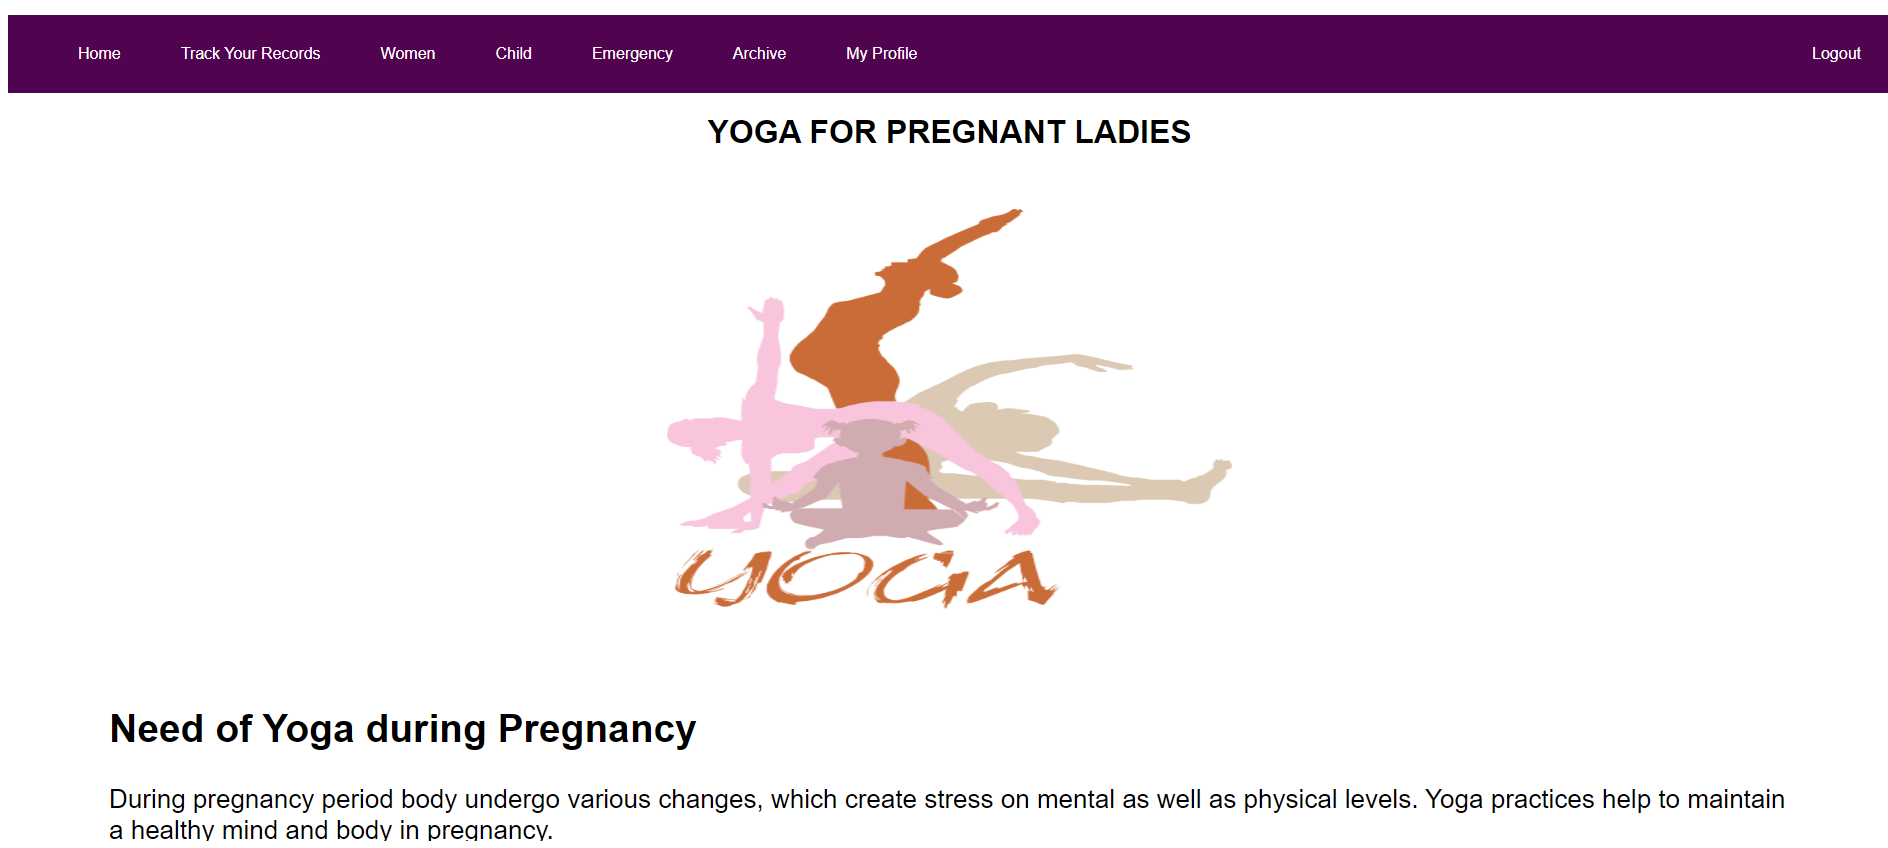 Home Track Your Records Women Child Emergency Archive My Profile Logout
YOGA FOR PREGNANT LADIES
YOGA
Need of Yoga during Pregnancy
During pregnancy period body undergo various changes, which create stress on mental as well as physical levels. Yoga practices help to maintain
a healthy mind and body in pregnancy.